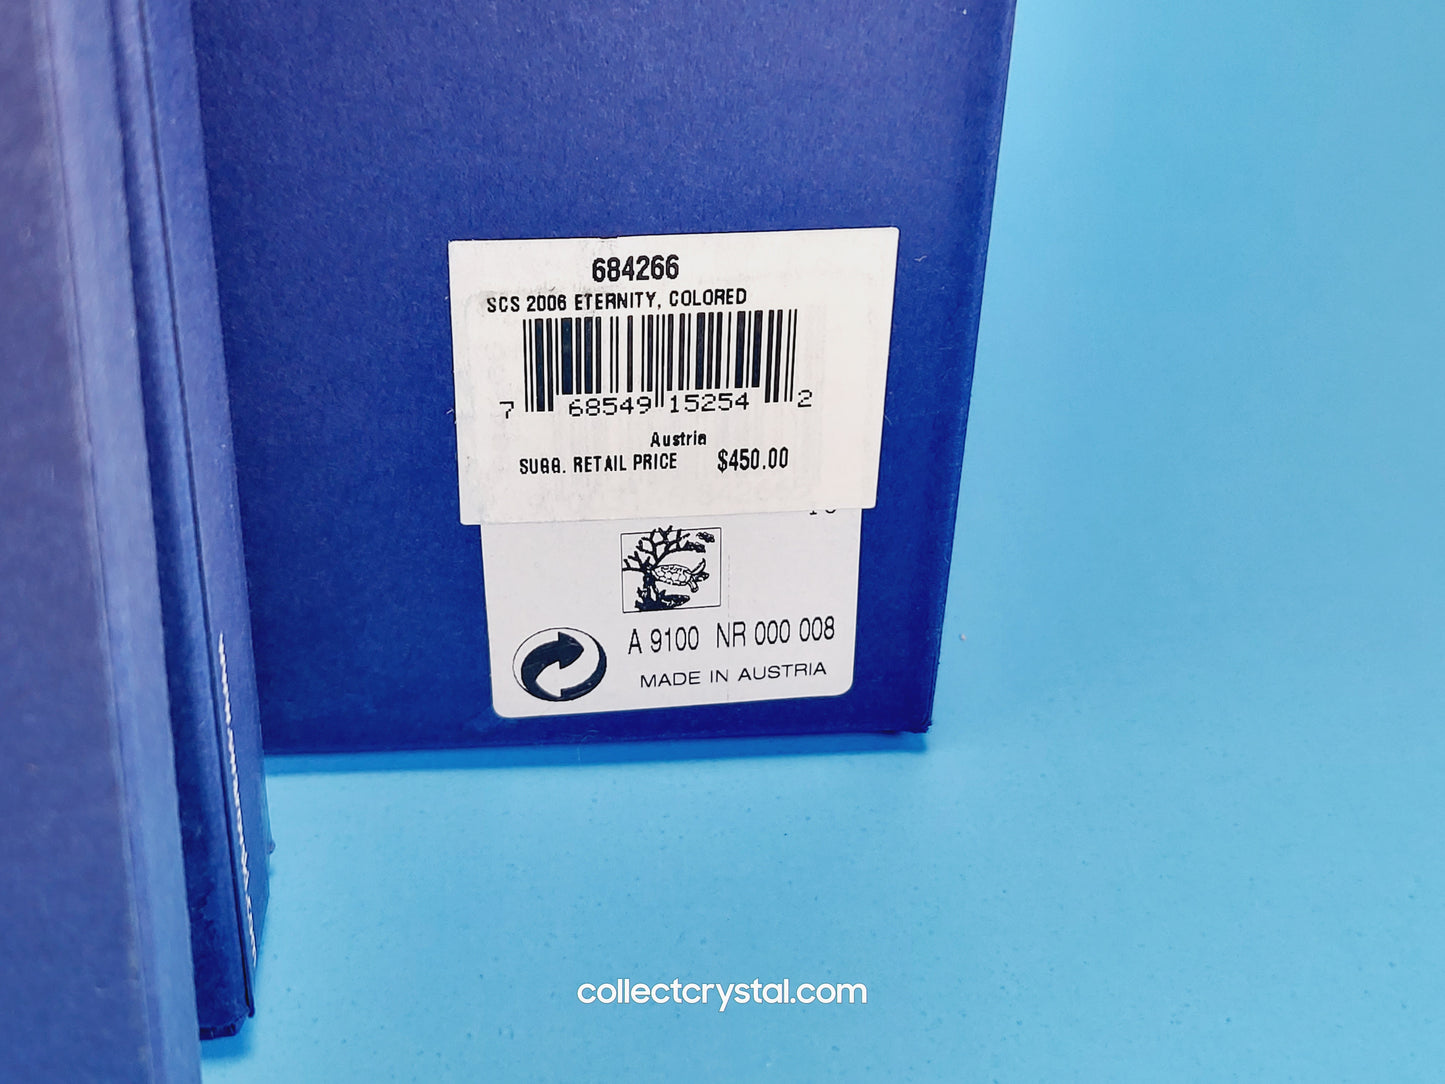 684266
SCS 2006 ETERNITY, COLORED
7 68549 15254 2
Austria
SUGG. RETAIL PRICE $450.00
A 9100 NR 000 008
MADE IN AUSTRIA
collectcrystal.com